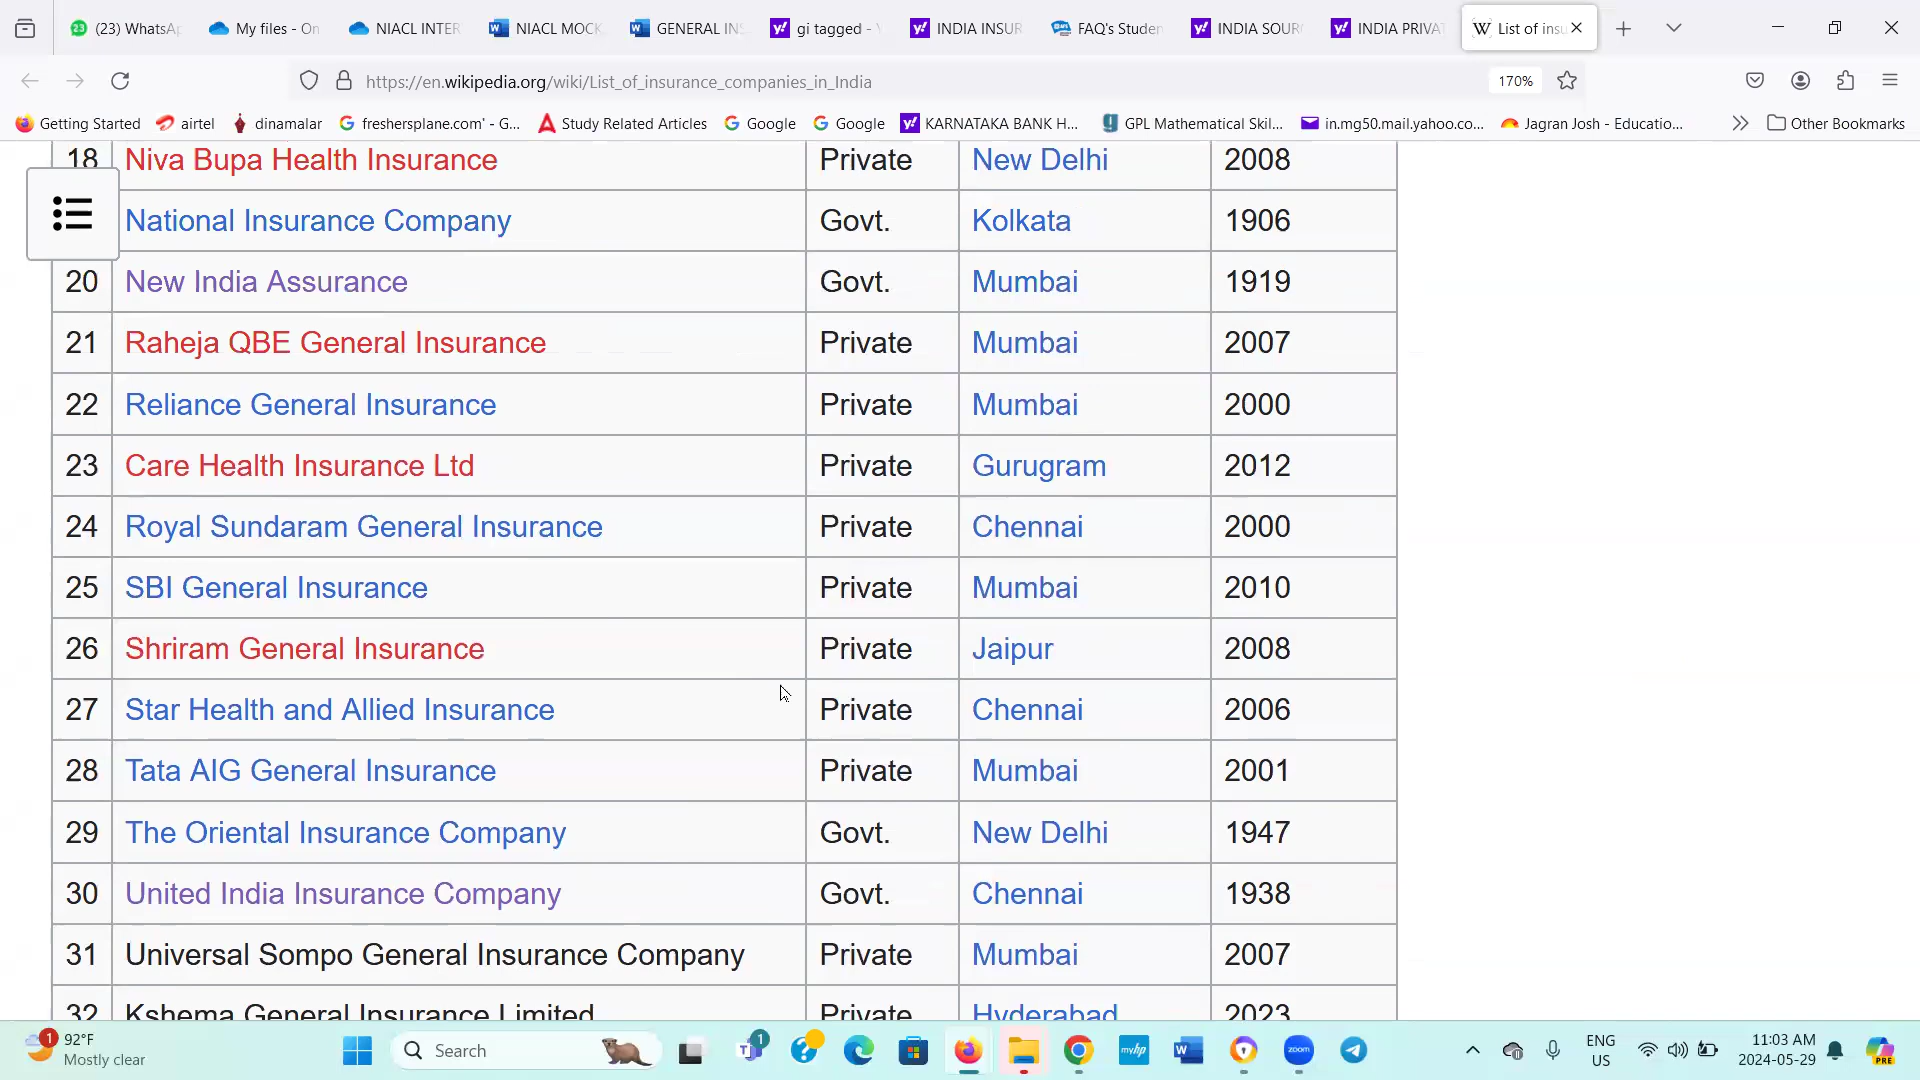 (23) WhatsA
My files - On
NIACL INTER
NIACL MOCK
GENERAL INS
gi tagged -
INDIA INSUR
FAQ's Studen
INDIA SOUR
INDIA PRIVA
List of insu
https://en.wikipedia.org/wiki/List_of_insurance_companies_in_India
170%
Getting Started
airtel
dinamalar
freshersplane.com' - G...
Study Related Articles
Google
Google
KARNATAKA BANK H...
GPL Mathematical Skil...
in.mg50.mail.yahoo.co...
Jagran Josh - Educatio...
Other Bookmarks
18 Niva Bupa Health Insurance Private New Delhi 2008
National Insurance Company Govt. Kolkata 1906
20 New India Assurance Govt. Mumbai 1919
21 Raheja QBE General Insurance Private Mumbai 2007
22 Reliance General Insurance Private Mumbai 2000
23 Care Health Insurance Ltd Private Gurugram 2012
24 Royal Sundaram General Insurance Private Chennai 2000
25 SBI General Insurance Private Mumbai 2010
26 Shriram General Insurance Private Jaipur 2008
27 Star Health and Allied Insurance Private Chennai 2006
28 Tata AIG General Insurance Private Mumbai 2001
29 The Oriental Insurance Company Govt. New Delhi 1947
30 United India Insurance Company Govt. Chennai 1938
31 Universal Sompo General Insurance Company Private Mumbai 2007
32 Kshema General Insurance Limited Private Hyderabad 2023
1
92°F
Mostly clear
Search
1
myhp
zoom
ENG
US
11:03 AM
2024-05-29
PRE